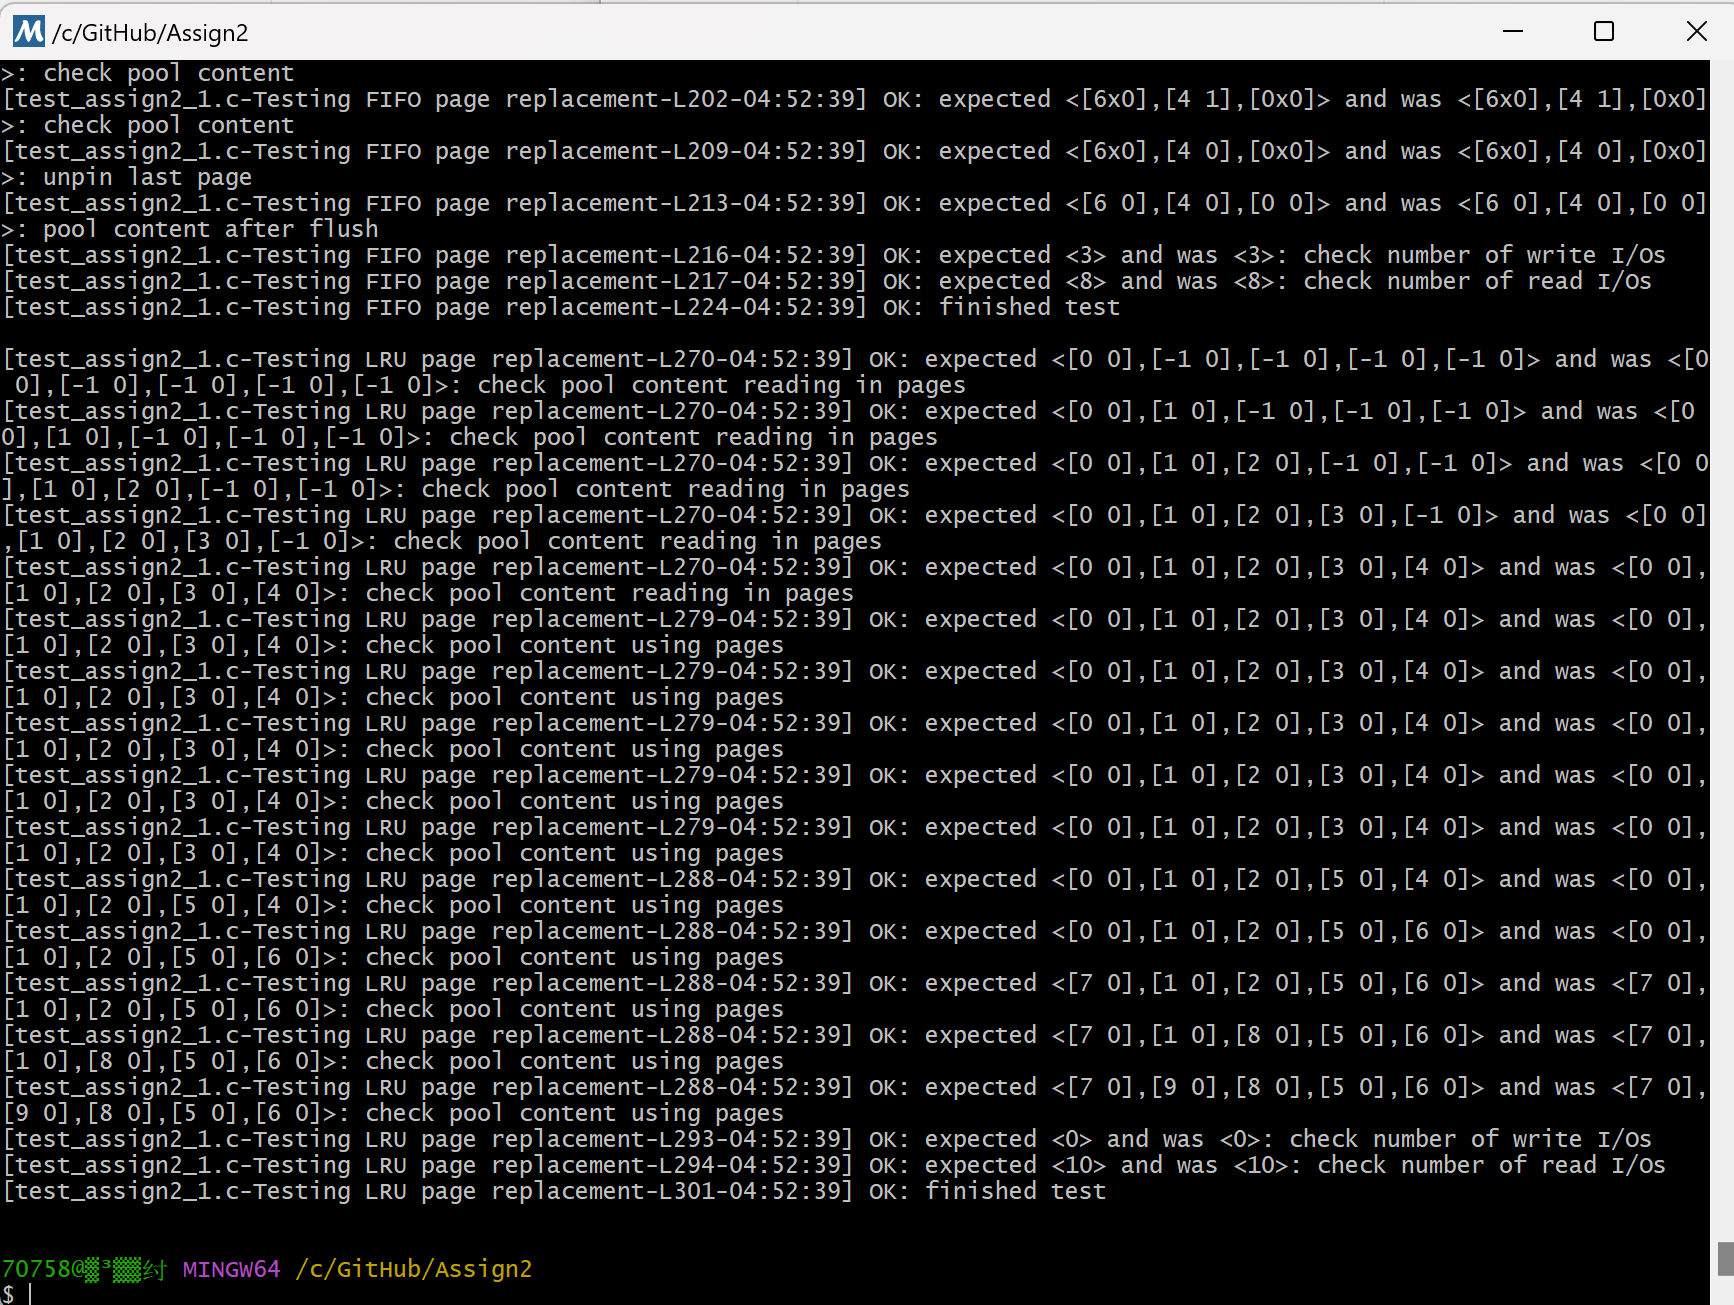 /c/GitHub/Assign2
>: check pool content
[test_assign2_1.c-Testing FIFO page replacement-L202-04:52:39] OK: expected <[6x0],[4 1],[0x0]> and was <[6x0],[4 1],[0x0]
>: check pool content
[test_assign2_1.c-Testing FIFO page replacement-L209-04:52:39] OK: expected <[6x0],[4 0],[0x0]> and was <[6x0],[4 0],[0x0]
>: unpin last page
[test_assign2_1.c-Testing FIFO page replacement-L213-04:52:39] OK: expected <[6 0],[4 0],[0 0]> and was <[6 0],[4 0],[0 0]
>: pool content after flush
[test_assign2_1.c-Testing FIFO page replacement-L216-04:52:39] OK: expected <3> and was <3>: check number of write I/Os
[test_assign2_1.c-Testing FIFO page replacement-L217-04:52:39] OK: expected <8> and was <8>: check number of read I/Os
[test_assign2_1.c-Testing FIFO page replacement-L224-04:52:39] OK: finished test
[test_assign2_1.c-Testing LRU page replacement-L270-04:52:39] OK: expected <[0 0],[-1 0],[-1 0],[-1 0],[-1 0]> and was <[0
 0],[-1 0],[-1 0],[-1 0],[-1 0]>: check pool content reading in pages
[test_assign2_1.c-Testing LRU page replacement-L270-04:52:39] OK: expected <[0 0],[1 0],[-1 0],[-1 0],[-1 0]> and was <[0
0],[1 0],[-1 0],[-1 0],[-1 0]>: check pool content reading in pages
[test_assign2_1.c-Testing LRU page replacement-L270-04:52:39] OK: expected <[0 0],[1 0],[2 0],[-1 0],[-1 0]> and was <[0 0
],[1 0],[2 0],[-1 0],[-1 0]>: check pool content reading in pages
[test_assign2_1.c-Testing LRU page replacement-L270-04:52:39] OK: expected <[0 0],[1 0],[2 0],[3 0],[-1 0]> and was <[0 0]
,[1 0],[2 0],[3 0],[-1 0]>: check pool content reading in pages
[test_assign2_1.c-Testing LRU page replacement-L270-04:52:39] OK: expected <[0 0],[1 0],[2 0],[3 0],[4 0]> and was <[0 0],
[1 0],[2 0],[3 0],[4 0]>: check pool content reading in pages
[test_assign2_1.c-Testing LRU page replacement-L279-04:52:39] OK: expected <[0 0],[1 0],[2 0],[3 0],[4 0]> and was <[0 0],
[1 0],[2 0],[3 0],[4 0]>: check pool content using pages
[test_assign2_1.c-Testing LRU page replacement-L279-04:52:39] OK: expected <[0 0],[1 0],[2 0],[3 0],[4 0]> and was <[0 0],
[1 0],[2 0],[3 0],[4 0]>: check pool content using pages
[test_assign2_1.c-Testing LRU page replacement-L279-04:52:39] OK: expected <[0 0],[1 0],[2 0],[3 0],[4 0]> and was <[0 0],
[1 0],[2 0],[3 0],[4 0]>: check pool content using pages
[test_assign2_1.c-Testing LRU page replacement-L279-04:52:39] OK: expected <[0 0],[1 0],[2 0],[3 0],[4 0]> and was <[0 0],
[1 0],[2 0],[3 0],[4 0]>: check pool content using pages
[test_assign2_1.c-Testing LRU page replacement-L279-04:52:39] OK: expected <[0 0],[1 0],[2 0],[3 0],[4 0]> and was <[0 0],
[1 0],[2 0],[3 0],[4 0]>: check pool content using pages
[test_assign2_1.c-Testing LRU page replacement-L288-04:52:39] OK: expected <[0 0],[1 0],[2 0],[5 0],[4 0]> and was <[0 0],
[1 0],[2 0],[5 0],[4 0]>: check pool content using pages
[test_assign2_1.c-Testing LRU page replacement-L288-04:52:39] OK: expected <[0 0],[1 0],[2 0],[5 0],[6 0]> and was <[0 0],
[1 0],[2 0],[5 0],[6 0]>: check pool content using pages
[test_assign2_1.c-Testing LRU page replacement-L288-04:52:39] OK: expected <[7 0],[1 0],[2 0],[5 0],[6 0]> and was <[7 0],
[1 0],[2 0],[5 0],[6 0]>: check pool content using pages
[test_assign2_1.c-Testing LRU page replacement-L288-04:52:39] OK: expected <[7 0],[1 0],[8 0],[5 0],[6 0]> and was <[7 0],
[1 0],[8 0],[5 0],[6 0]>: check pool content using pages
[test_assign2_1.c-Testing LRU page replacement-L288-04:52:39] OK: expected <[7 0],[9 0],[8 0],[5 0],[6 0]> and was <[7 0],
[9 0],[8 0],[5 0],[6 0]>: check pool content using pages
[test_assign2_1.c-Testing LRU page replacement-L293-04:52:39] OK: expected <0> and was <0>: check number of write I/Os
[test_assign2_1.c-Testing LRU page replacement-L294-04:52:39] OK: expected <10> and was <10>: check number of read I/Os
[test_assign2_1.c-Testing LRU page replacement-L301-04:52:39] OK: finished test
70758@▒³▒▒纣 MINGW64 /c/GitHub/Assign2
$